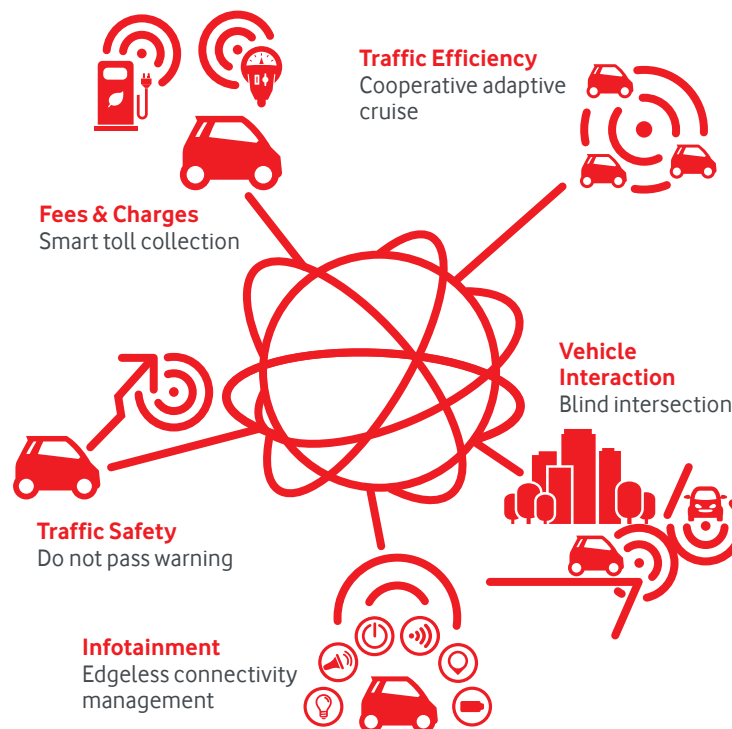 Traffic Efficiency
Cooperative adaptive
cruise
Fees & Charges
Smart toll collection
Vehicle
Interaction
Blind intersection
Traffic Safety
Do not pass warning
Infotainment
Edgeless connectivity
management